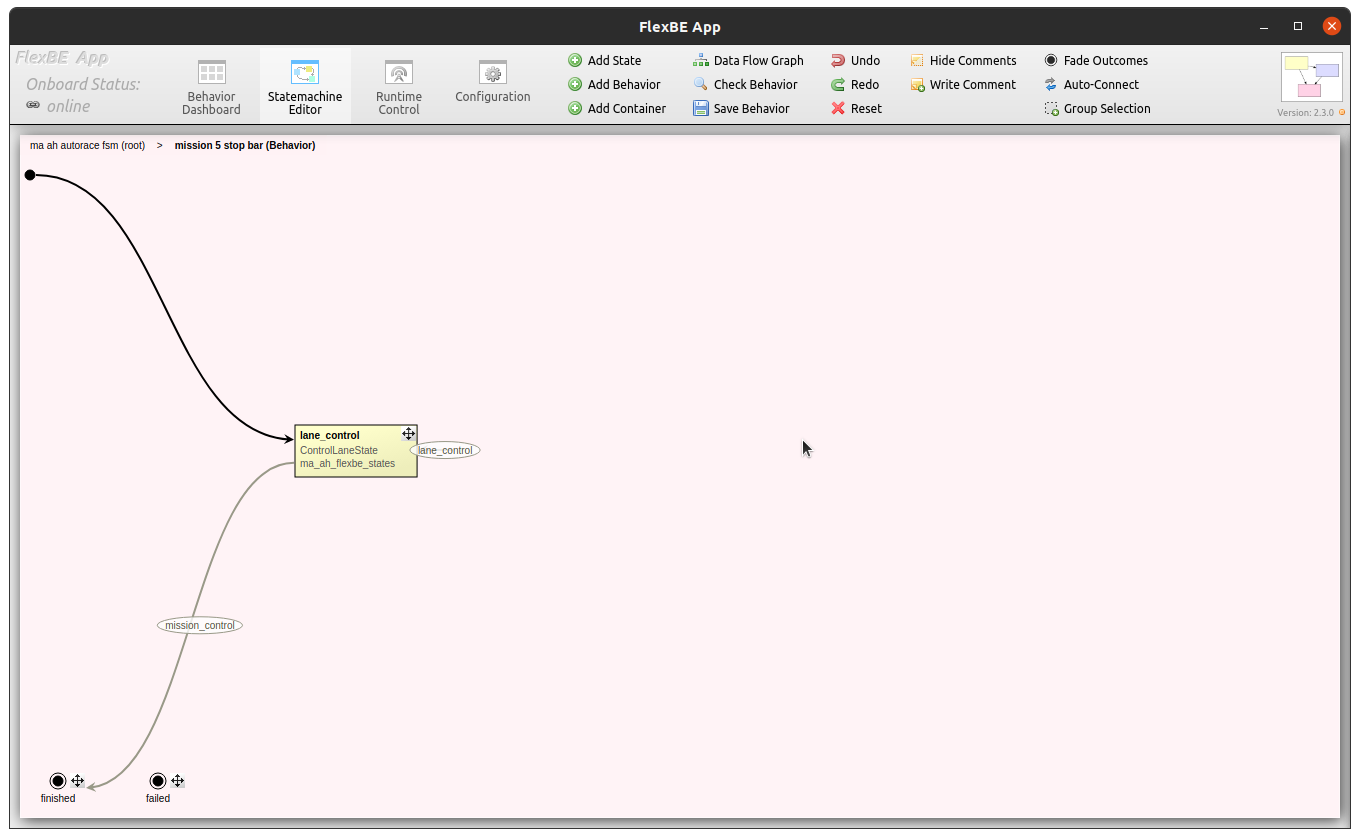 FlexBE App
FlexBE App
Onboard Status:
online
Behavior
Dashboard
Statemachine
Editor
Runtime
Control
Configuration
Add State
Add Behavior
Add Container
Data Flow Graph
Check Behavior
Save Behavior
Undo
Redo
Reset
Hide Comments
Write Comment
Fade Outcomes
Auto-Connect
Group Selection
Version: 2.3.0
ma ah autorace fsm (root) > mission 5 stop bar (Behavior)
lane_control
ControlLaneState
ma_ah_flexbe_states
lane_control
mission_control
finished
failed